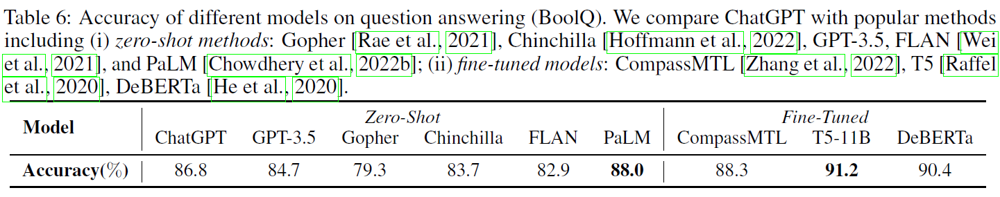 Table 6: Accuracy of different models on question answering (BoolQ). We compare ChatGPT with popular methods
including (i) zero-shot methods: Gopher [Rae et al., 2021], Chinchilla [Hoffmann et al., 2022], GPT-3.5, FLAN [Wei
et al., 2021], and PaLM [Chowdhery et al., 2022b]; (ii) fine-tuned models: CompassMTL [Zhang et al., 2022], T5 [Raffel
et al., 2020], DeBERTa [He et al., 2020].
Model Zero-Shot Fine-Tuned
ChatGPT GPT-3.5 Gopher Chinchilla FLAN PaLM CompassMTL T5-11B DeBERTa
Accuracy(%) 86.8 84.7 79.3 83.7 82.9 88.0 88.3 91.2 90.4